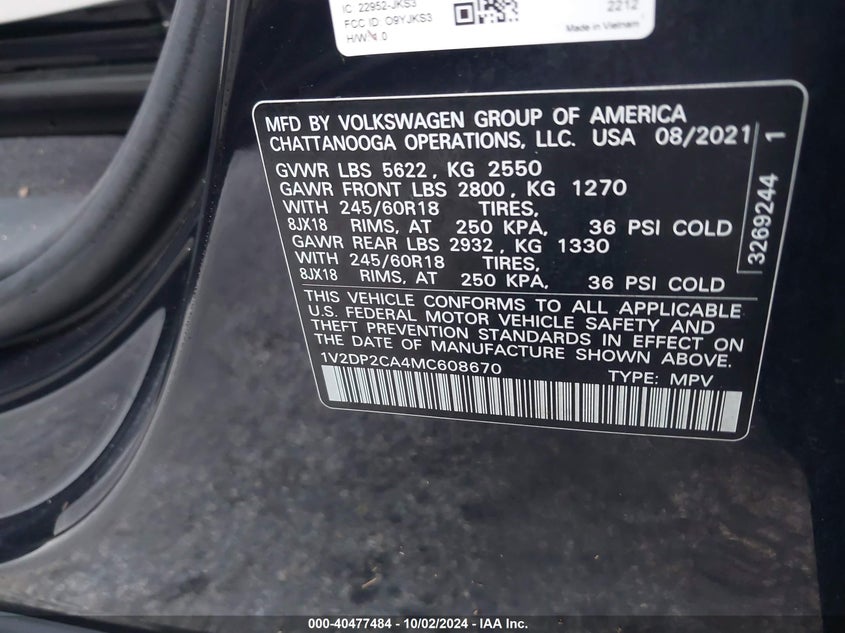 IC: 22952-JKS3
FCC ID: O9YJKS3
H/W 4.0
2212
Made in Vietnam
MFD BY VOLKSWAGEN GROUP OF AMERICA
CHATTANOOGA OPERATIONS, LLC. USA 08/2021
GVWR LBS 5622, KG 2550
GAWR FRONT LBS 2800, KG 1270
WITH 245/60R18 TIRES,
8JX18 RIMS, AT 250 KPA, 36 PSI COLD
GAWR REAR LBS 2932, KG 1330
WITH 245/60R18 TIRES,
8JX18 RIMS, AT 250 KPA, 36 PSI COLD
THIS VEHICLE CONFORMS TO ALL APPLICABLE
U.S. FEDERAL MOTOR VEHICLE SAFETY AND
THEFT PREVENTION STANDARDS IN EFFECT ON
THE DATE OF MANUFACTURE SHOWN ABOVE.
1V2DP2CA4MC608670 TYPE: MPV
3269244 1
000-40477484 - 10/02/2024 - IAA Inc.